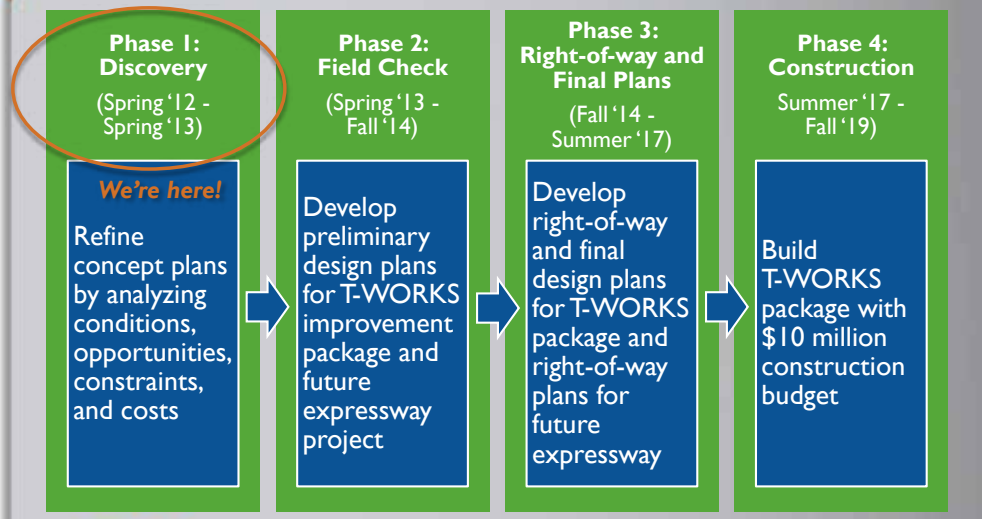 Phase 1:
Discovery
(Spring ‘12 -
Spring ‘13)
We’re here!
Refine
concept plans
by analyzing
conditions,
opportunities,
constraints,
and costs
Phase 2:
Field Check
(Spring ‘13 -
Fall ‘14)
Develop
preliminary
design plans
for T-WORKS
improvement
package and
future
expressway
project
Phase 3:
Right-of-way and
Final Plans
(Fall ‘14 -
Summer ‘17)
Develop
right-of-way
and final
design plans
for T-WORKS
package and
right-of-way
plans for
future
expressway
Phase 4:
Construction
Summer ‘17 -
Fall ‘19)
Build
T-WORKS
package with
$10 million
construction
budget